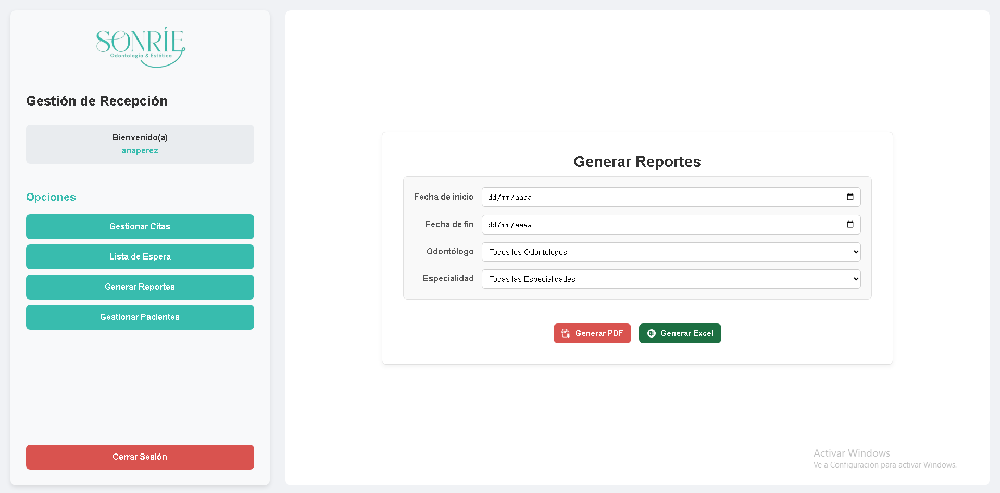 SONRÍE
Odontología & Estética
Gestión de Recepción
Bienvenido(a)
anaperez
Opciones
Gestionar Citas
Lista de Espera
Generar Reportes
Gestionar Pacientes
Cerrar Sesión
Generar Reportes
Fecha de inicio dd/mm/aaaa
Fecha de fin dd/mm/aaaa
Odontólogo Todos los Odontólogos
Especialidad Todas las Especialidades
Generar PDF Generar Excel
Activar Windows
Ve a Configuración para activar Windows.